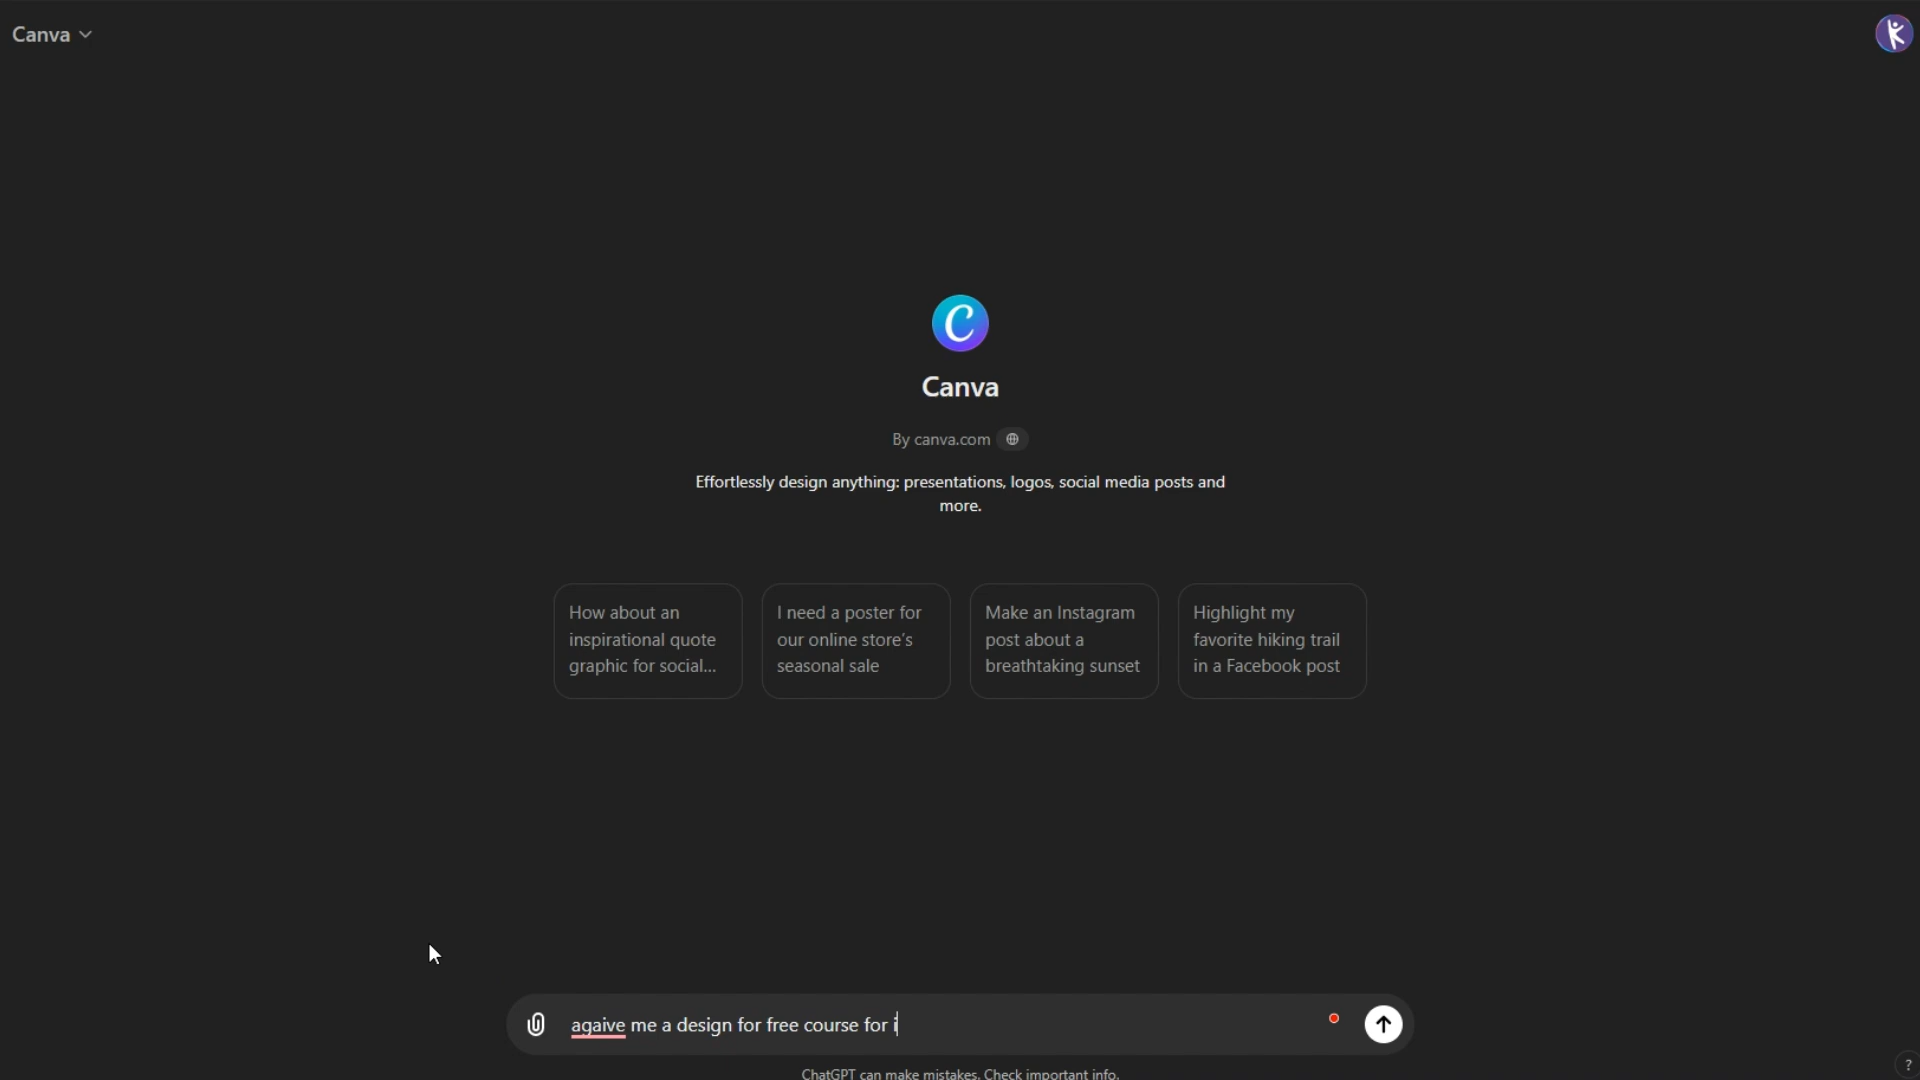 Canva
C
Canva
By canva.com
Effortlessly design anything: presentations, logos, social media posts and
more.
How about an
inspirational quote
graphic for social...
I need a poster for
our online store's
seasonal sale
Make an Instagram
post about a
breathtaking sunset
Highlight my
favorite hiking trail
in a Facebook post
agaive me a design for free course for i
ChatGPT can make mistakes. Check important info.
?